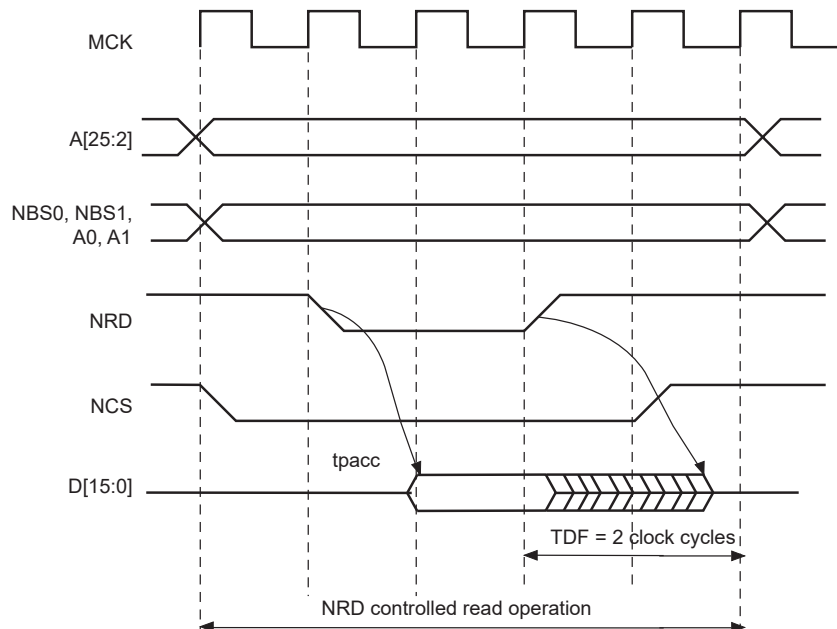 MCK
A[25:2]
NBS0, NBS1,
A0, A1
NRD
NCS
tpacc
D[15:0]
TDF = 2 clock cycles
NRD controlled read operation